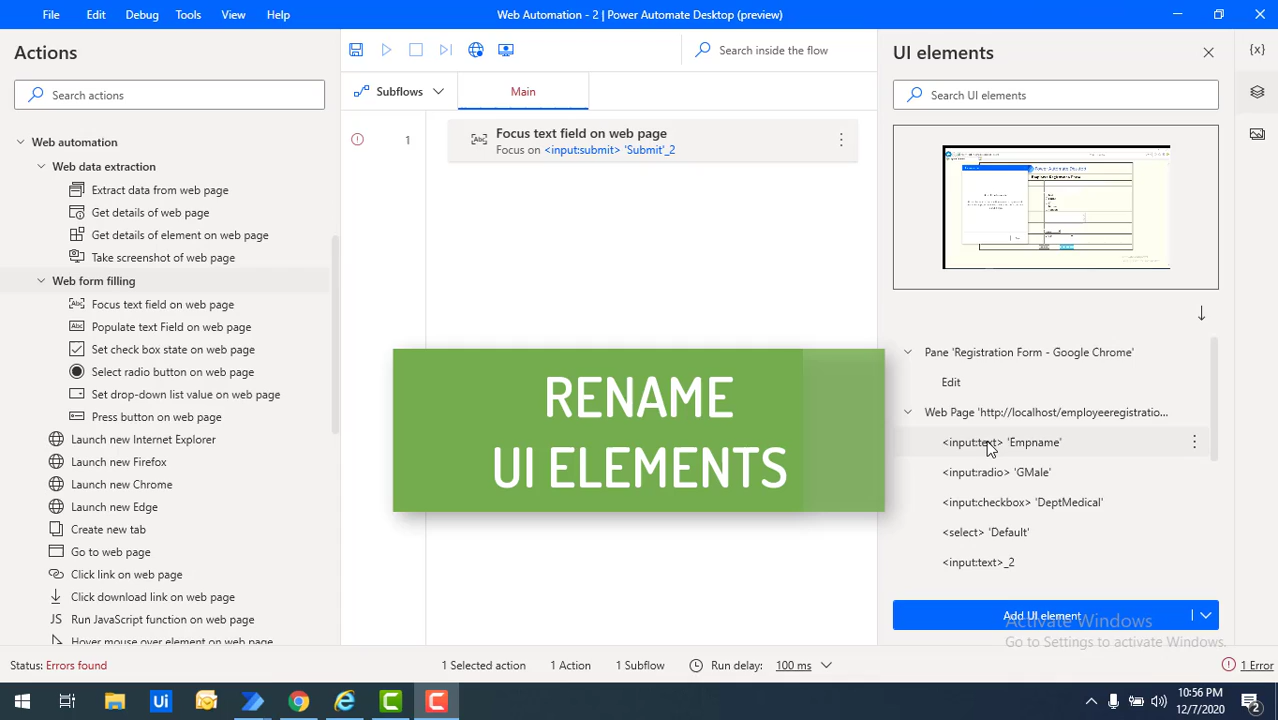 File Edit Debug Tools View Help
Web Automation - 2 | Power Automate Desktop (preview)
Actions
Search actions
Web automation
Web data extraction
Extract data from web page
Get details of web page
Get details of element on web page
Take screenshot of web page
Web form filling
Focus text field on web page
Populate text Field on web page
Set check box state on web page
Select radio button on web page
Set drop-down list value on web page
Press button on web page
Launch new Internet Explorer
Launch new Firefox
Launch new Chrome
Launch new Edge
Create new tab
Go to web page
Click link on web page
Click download link on web page
Run JavaScript function on web page
Hover mouse over element on web page
Search inside the flow
Subflows
Main
1
Focus text field on web page
Focus on <input:submit> 'Submit'_2
RENAME
UI ELEMENTS
UI elements
Search UI elements
Pane 'Registration Form - Google Chrome'
Edit
Web Page 'http://localhost/employeeregistratio...
<input:text> 'Empname'
<input:radio> 'GMale'
<input:checkbox> 'DeptMedical'
<select> 'Default'
<input:text>_2
Add UI element
Activate Windows
Go to Settings to activate Windows.
Status: Errors found
1 Selected action
1 Action
1 Subflow
Run delay: 100 ms
1 Error
10:56 PM
12/7/2020
2